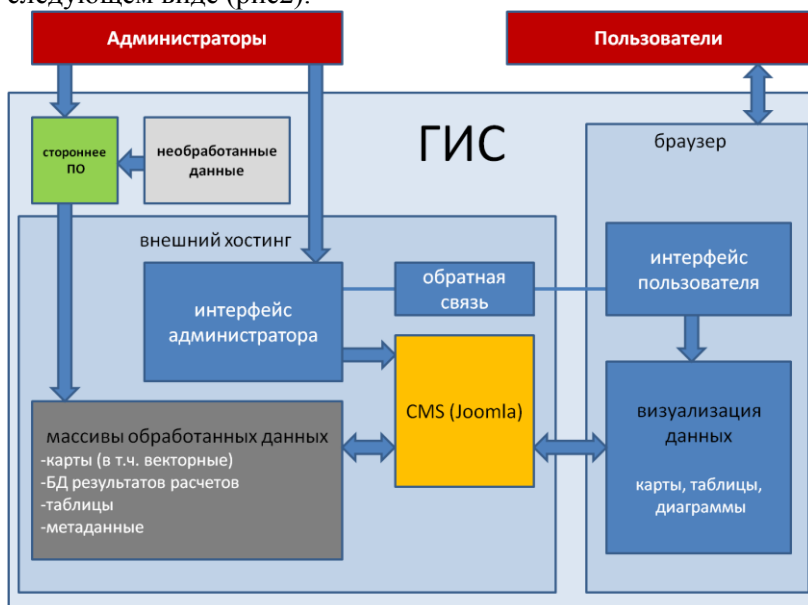 следующем виде (рис2):
Администраторы
Пользователи
ГИС
стороннее
ПО
необработанные
данные
браузер
внешний хостинг
интерфейс
администратора
обратная
связь
интерфейс
пользователя
CMS (Joomla)
массивы обработанных данных
-карты (в т.ч. векторные)
-БД результатов расчетов
-таблицы
-метаданные
визуализация
данных
карты, таблицы,
диаграммы